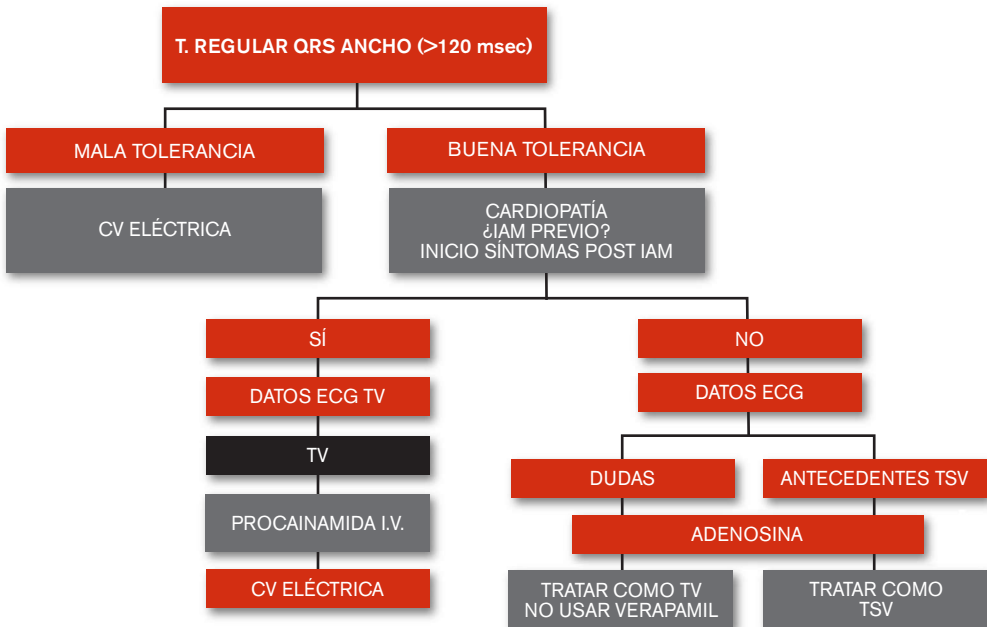 T. REGULAR QRS ANCHO (>120 msec)
MALA TOLERANCIA
BUENA TOLERANCIA
CV ELÉCTRICA
CARDIOPATÍA
¿IAM PREVIO?
INICIO SÍNTOMAS POST IAM
SÍ
NO
DATOS ECG TV
DATOS ECG
TV
DUDAS
ANTECEDENTES TSV
PROCAINAMIDA I.V.
ADENOSINA
CV ELÉCTRICA
TRATAR COMO TV
NO USAR VERAPAMIL
TRATAR COMO
TSV